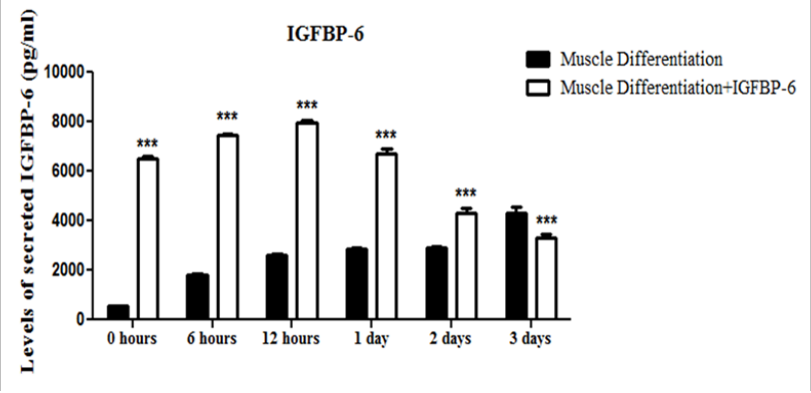 IGFBP-6
Levels of secreted IGFBP-6 (pg/ml)
10000
8000
6000
4000
2000
0
***
***
***
***
***
***
0 hours
6 hours
12 hours
1 day
2 days
3 days
Muscle Differentiation
Muscle Differentiation+IGFBP-6